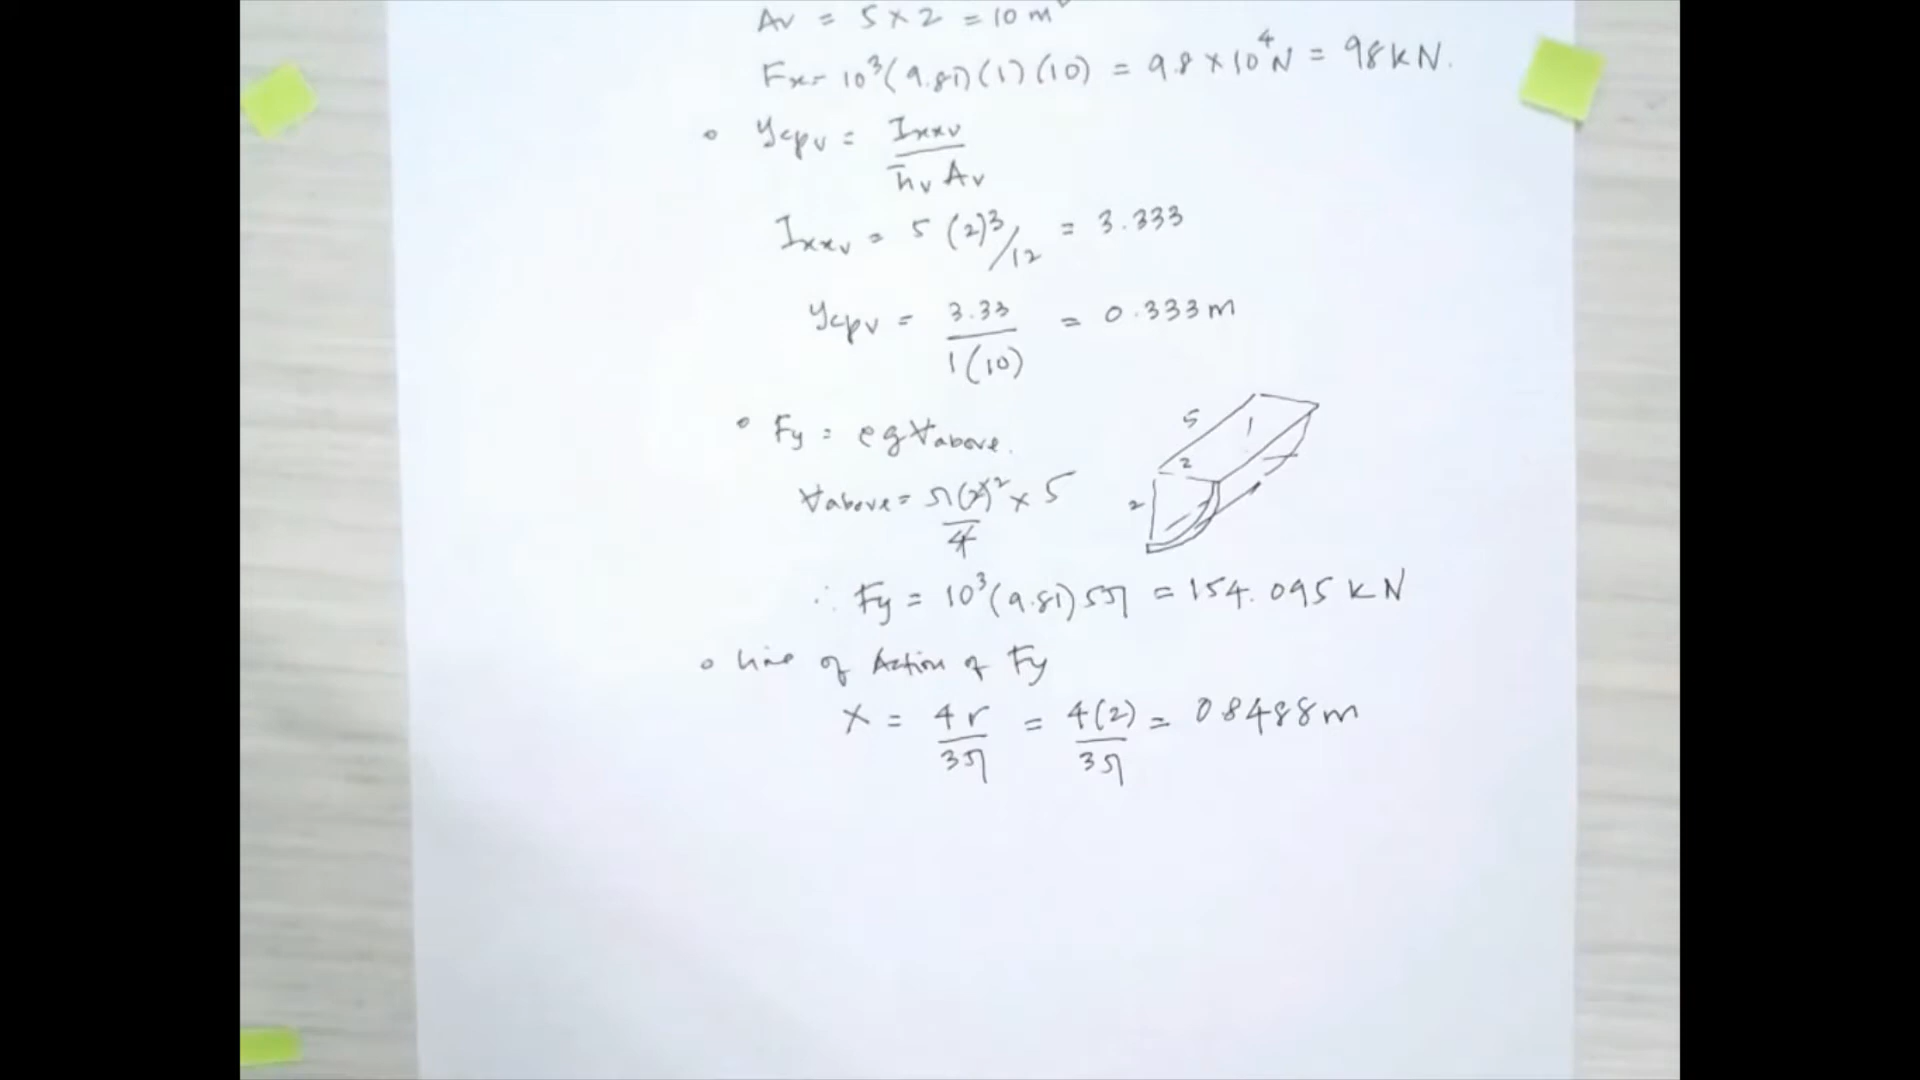 Av = 5 × 2 = 10 m²
Fx = 10³(9.81)(1)(10) = 9.8 × 10⁴ N = 98 kN.
• ycpv = Ixxv / h̄v Av
Ixxv = 5(2)³/12 = 3.333
ycpv = 3.33 / 1(10) = 0.333 m
• Fy = ρg∀above.
∀above = π(2)² / 4 × 5
∴ Fy = 10³(9.81)5π = 154.095 kN
5
1
2
2
• Line of Action of Fy
X = 4r / 3π = 4(2) / 3π = 0.8488 m